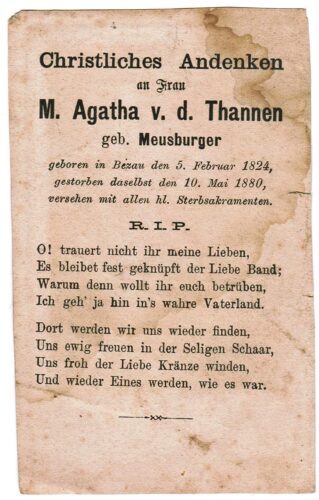 Christliches Andenken
an Frau
M. Agatha v. d. Thannen
geb. Meusburger
geboren in Bezau den 5. Februar 1824,
gestorben daselbst den 10. Mai 1880,
versehen mit allen hl. Sterbsakramenten.
R. I. P.
O! trauert nicht ihr meine Lieben,
Es bleibet fest geknüpft der Liebe Band;
Warum denn wollt ihr euch betrüben,
Ich geh' ja hin in's wahre Vaterland.
Dort werden wir uns wieder finden,
Uns ewig freuen in der Seligen Schaar,
Uns froh der Liebe Kränze winden,
Und wieder Eines werden, wie es war.